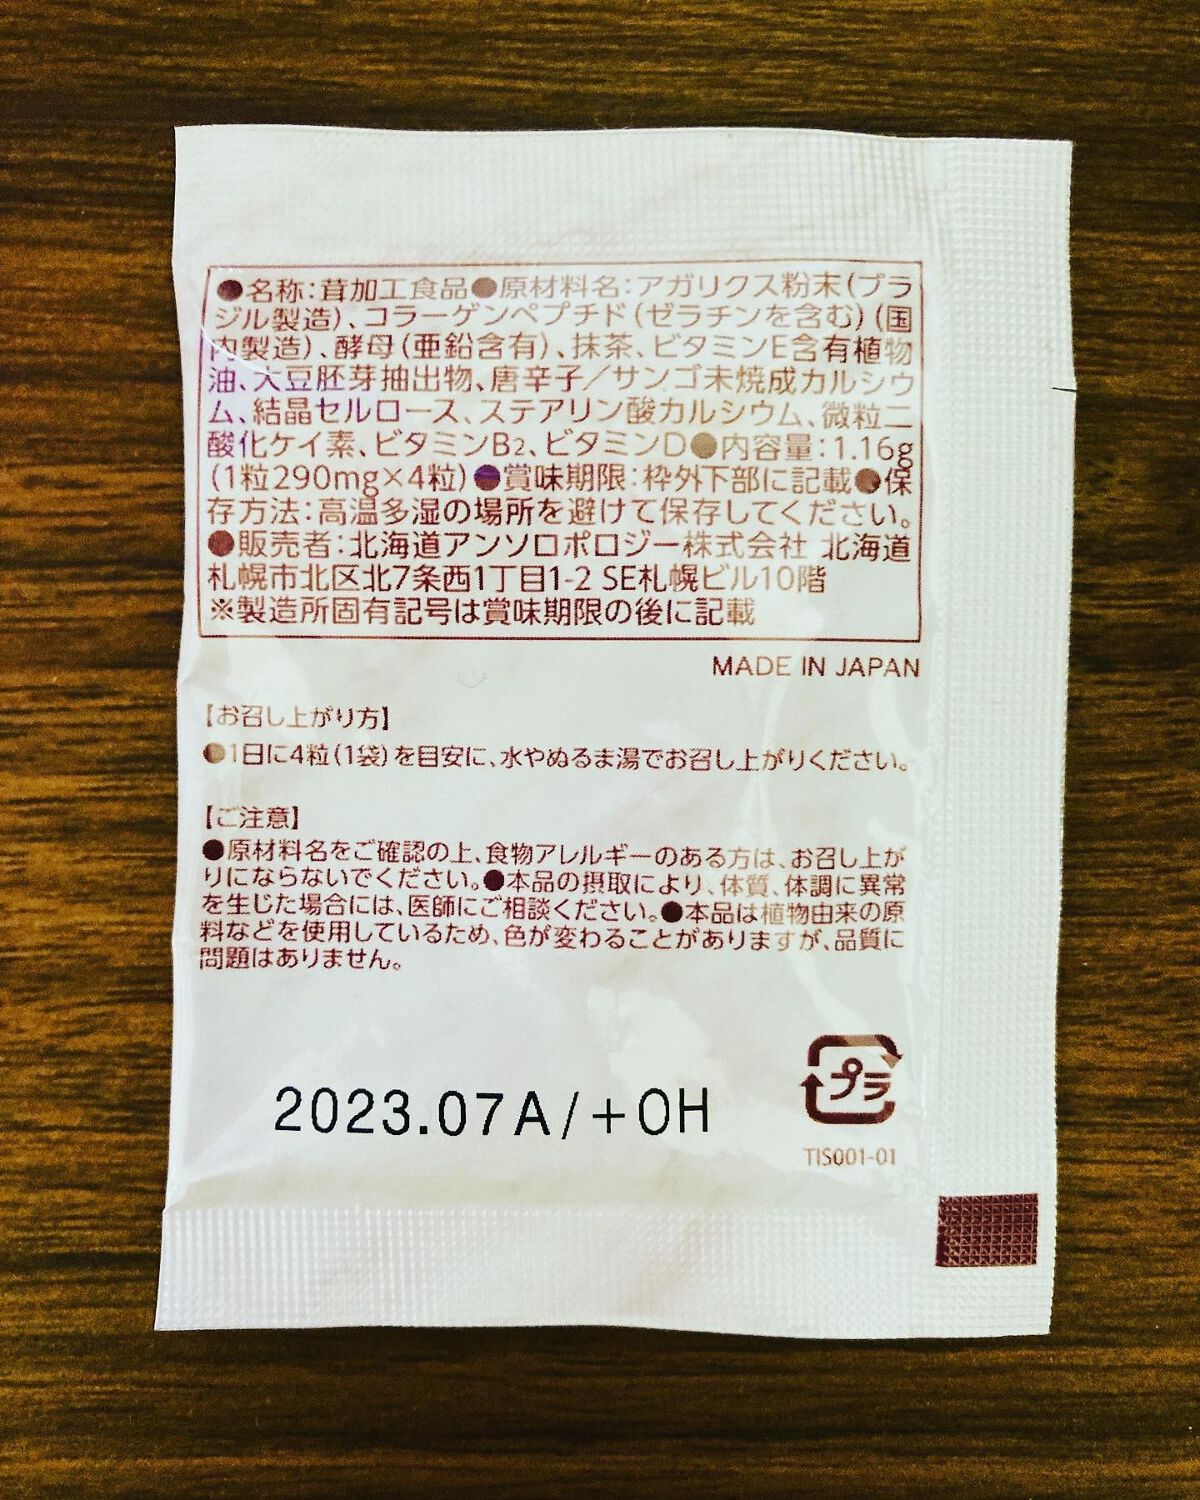 ●名称：茸加工食品●原材料名：アガリクス粉末（ブラ
ジル製造）、コラーゲンペプチド（ゼラチンを含む）（国
内製造）、酵母（亜鉛含有）、抹茶、ビタミンE含有植物
油、大豆胚芽抽出物、唐辛子／サンゴ未焼成カルシウ
ム、結晶セルロース、ステアリン酸カルシウム、微粒二
酸化ケイ素、ビタミンB2、ビタミンD●内容量：1.16g
（1粒290mg×4粒）●賞味期限：枠外下部に記載●保
存方法：高温多湿の場所を避けて保存してください。
●販売者：北海道アンソロポロジー株式会社 北海道
札幌市北区北7条西1丁目1-2 SE札幌ビル10階
※製造所固有記号は賞味期限の後に記載
MADE IN JAPAN
【お召し上がり方】
●1日に4粒（1袋）を目安に、水やぬるま湯でお召し上がりください。
【ご注意】
●原材料名をご確認の上、食物アレルギーのある方は、お召し上が
りにならないでください。●本品の摂取により、体質、体調に異常
を生じた場合には、医師にご相談ください。●本品は植物由来の原
料などを使用しているため、色が変わることがありますが、品質に
問題はありません。
プラ
2023.07A/+OH
TIS001-01